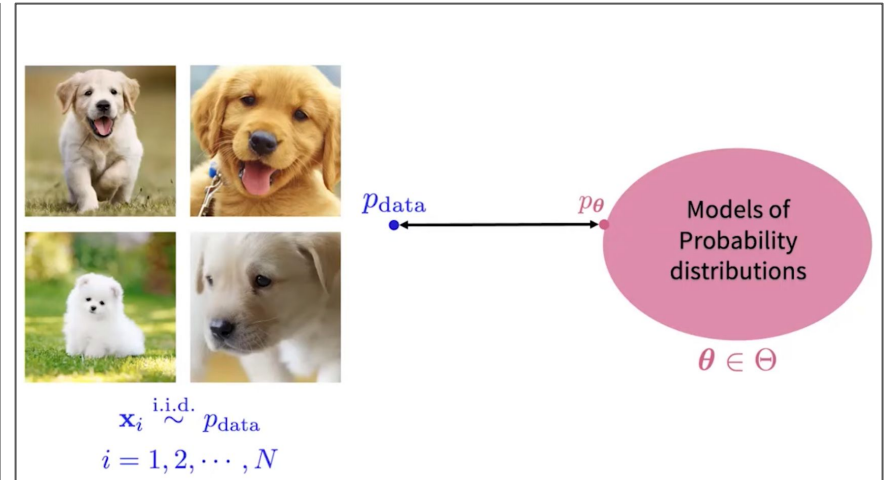 p_data
p_θ
Models of
Probability
distributions
θ ∈ Θ
x_i i.i.d. ~ p_data
i = 1, 2, ⋯ , N